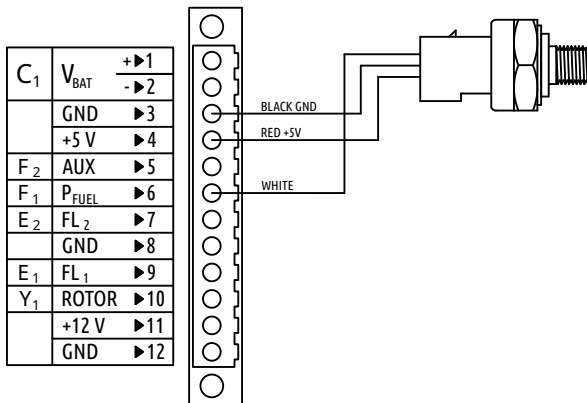 C1 VBAT +▶1
- ▶2
GND ▶3 BLACK GND
+5 V ▶4 RED +5V
F2 AUX ▶5
F1 PFUEL ▶6 WHITE
E2 FL2 ▶7
GND ▶8
E1 FL1 ▶9
Y1 ROTOR ▶10
+12 V ▶11
GND ▶12